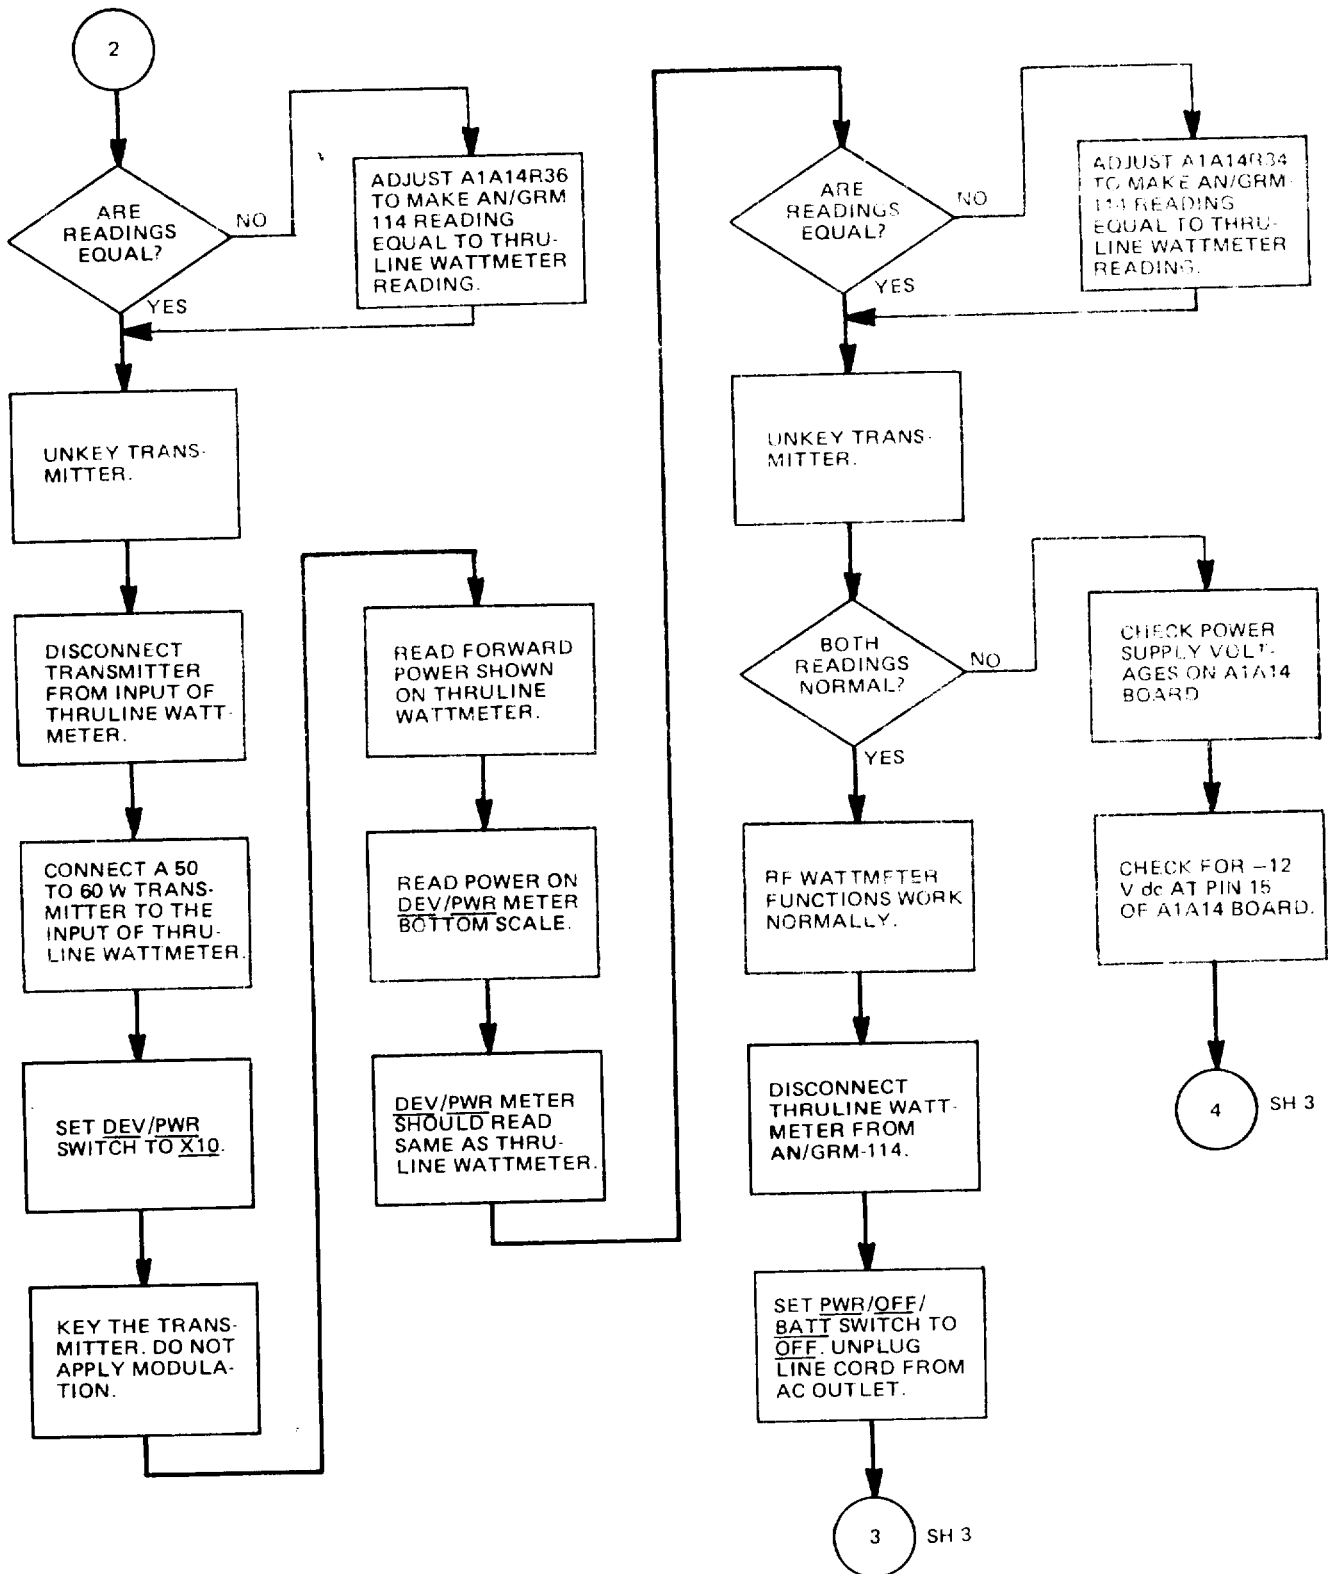 2
ARE
READINGS
EQUAL?
NO
YES
ADJUST A1A14R36
TO MAKE AN/GRM
114 READING
EQUAL TO THRU-
LINE WATTMETER
READING.
UNKEY TRANS-
MITTER.
DISCONNECT
TRANSMITTER
FROM INPUT OF
THRULINE WATT-
METER.
CONNECT A 50
TO 60 W TRANS-
MITTER TO THE
INPUT OF THRU-
LINE WATTMETER.
SET DEV/PWR
SWITCH TO X10.
KEY THE TRANS-
MITTER. DO NOT
APPLY MODULA-
TION.
READ FORWARD
POWER SHOWN
ON THRULINE
WATTMETER.
READ POWER ON
DEV/PWR METER
BOTTOM SCALE.
DEV/PWR METER
SHOULD READ
SAME AS THRU-
LINE WATTMETER.
ARE
READINGS
EQUAL?
NO
YES
ADJUST A1A14R34
TO MAKE AN/GRM-
114 READING
EQUAL TO THRU-
LINE WATTMETER
READING.
UNKEY TRANS-
MITTER.
BOTH
READINGS
NORMAL?
NO
YES
CHECK POWER
SUPPLY VOLT-
AGES ON A1A14
BOARD
CHECK FOR –12
V dc AT PIN 15
OF A1A14 BOARD.
4
SH 3
RF WATTMETER
FUNCTIONS WORK
NORMALLY.
DISCONNECT
THRULINE WATT-
METER FROM
AN/GRM-114.
SET PWR/OFF/
BATT SWITCH TO
OFF. UNPLUG
LINE CORD FROM
AC OUTLET.
3
SH 3